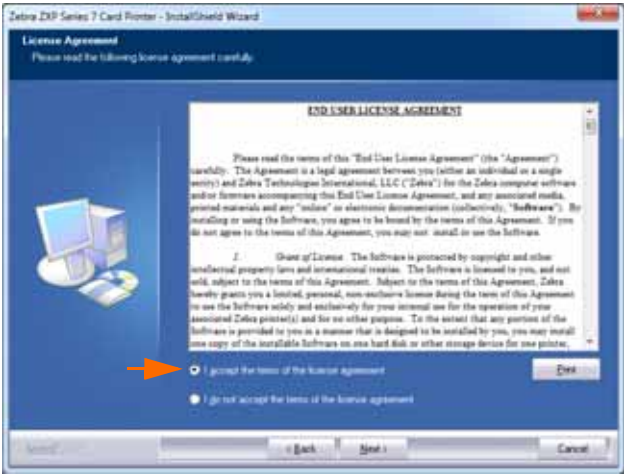 Zebra ZXP Series 7 Card Printer - InstallShield Wizard
License Agreement
Please read the following license agreement carefully.
END USER LICENSE AGREEMENT
Please read the terms of this "End User License Agreement" (the "Agreement")
carefully. The Agreement is a legal agreement between you (either an individual or a single
entity) and Zebra Technologies International, LLC ("Zebra") for the Zebra computer software
and/or firmware accompanying this End User License Agreement, and any associated media,
printed materials and any "online" or electronic documentation (collectively, "Software"). By
installing or using the Software, you agree to be bound by the terms of this Agreement. If you
do not agree to the terms of this Agreement, you may not install or use the Software.
1. Grant of License. The Software is protected by copyright and other
intellectual property laws and international treaties. The Software is licensed to you, and not
sold, subject to the terms of this Agreement. Subject to the terms of this Agreement, Zebra
hereby grants you a limited, personal, non-exclusive license during the term of this Agreement
to use the Software solely and exclusively for your internal use for the operation of your
associated Zebra printer(s) and for no other purpose. To the extent that any portion of the
Software is provided to you in a manner that is designed to be installed by you, you may install
one copy of the installable Software on one hard disk or other storage device for one printer,
I accept the terms of the license agreement
Print
I do not accept the terms of the license agreement
< Back
Next >
Cancel